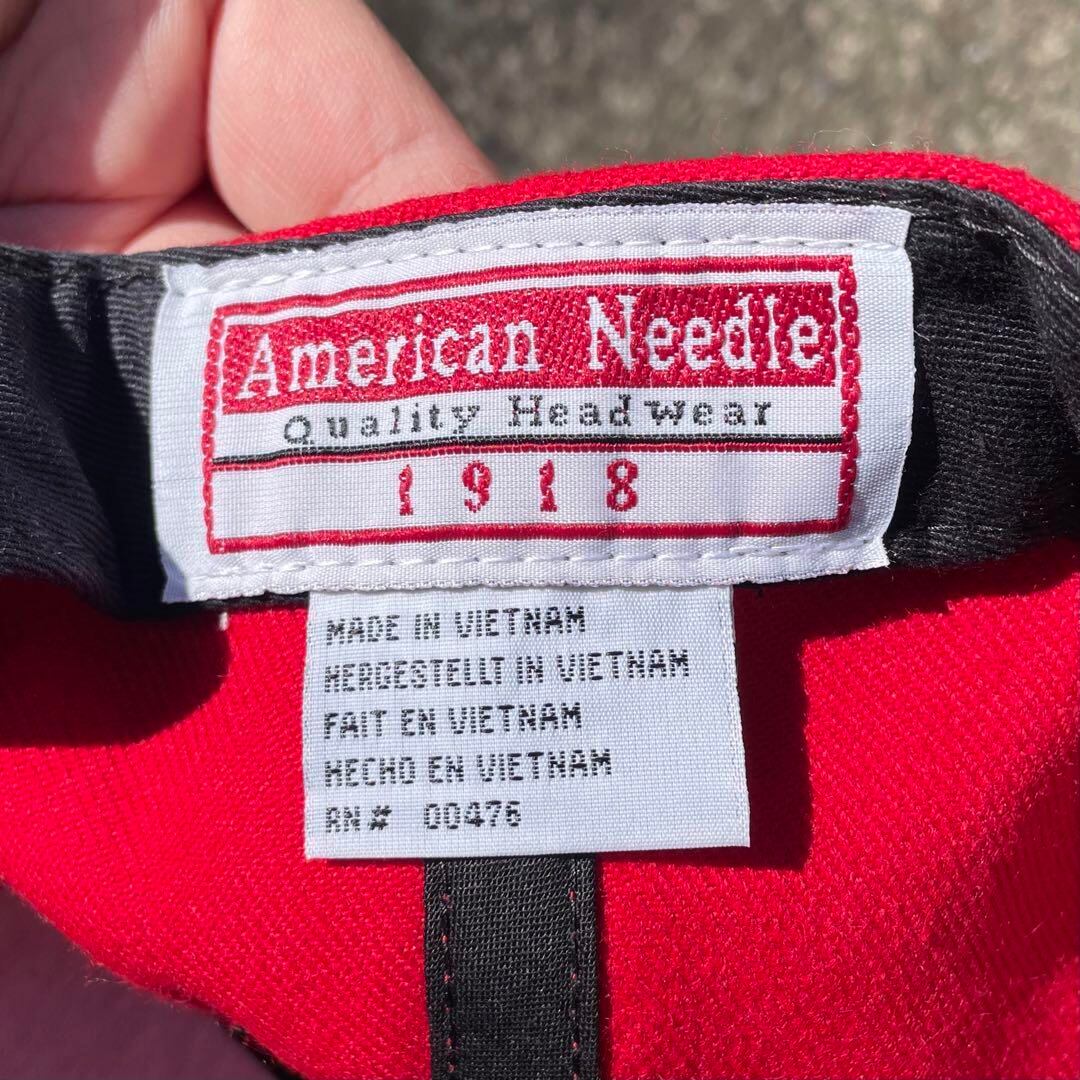 American Needle
Quality Headwear
1918
MADE IN VIETNAM
HERGESTELLT IN VIETNAM
FAIT EN VIETNAM
HECHO EN VIETNAM
RN# 00476